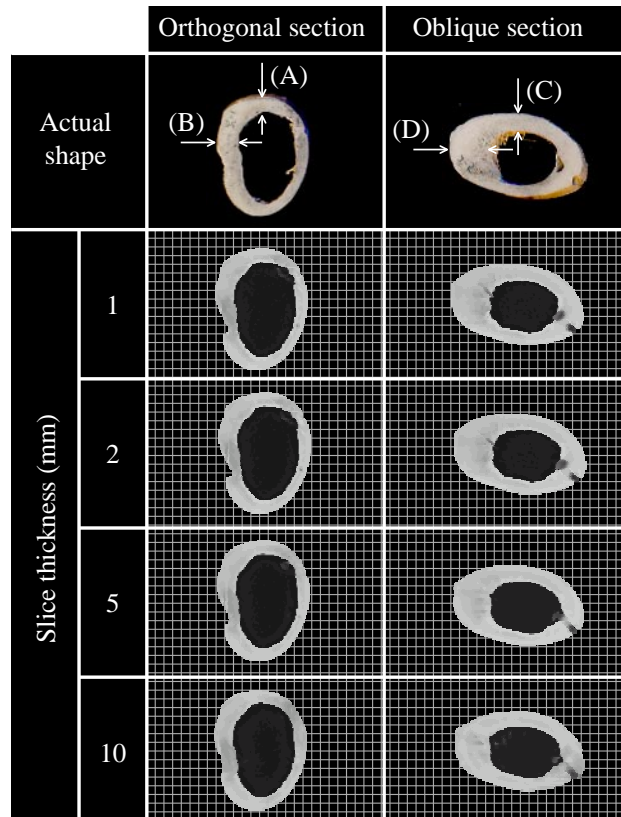 Orthogonal section
Oblique section
Actual
shape
(A)
(B)
(C)
(D)
Slice thickness (mm)
1
2
5
10